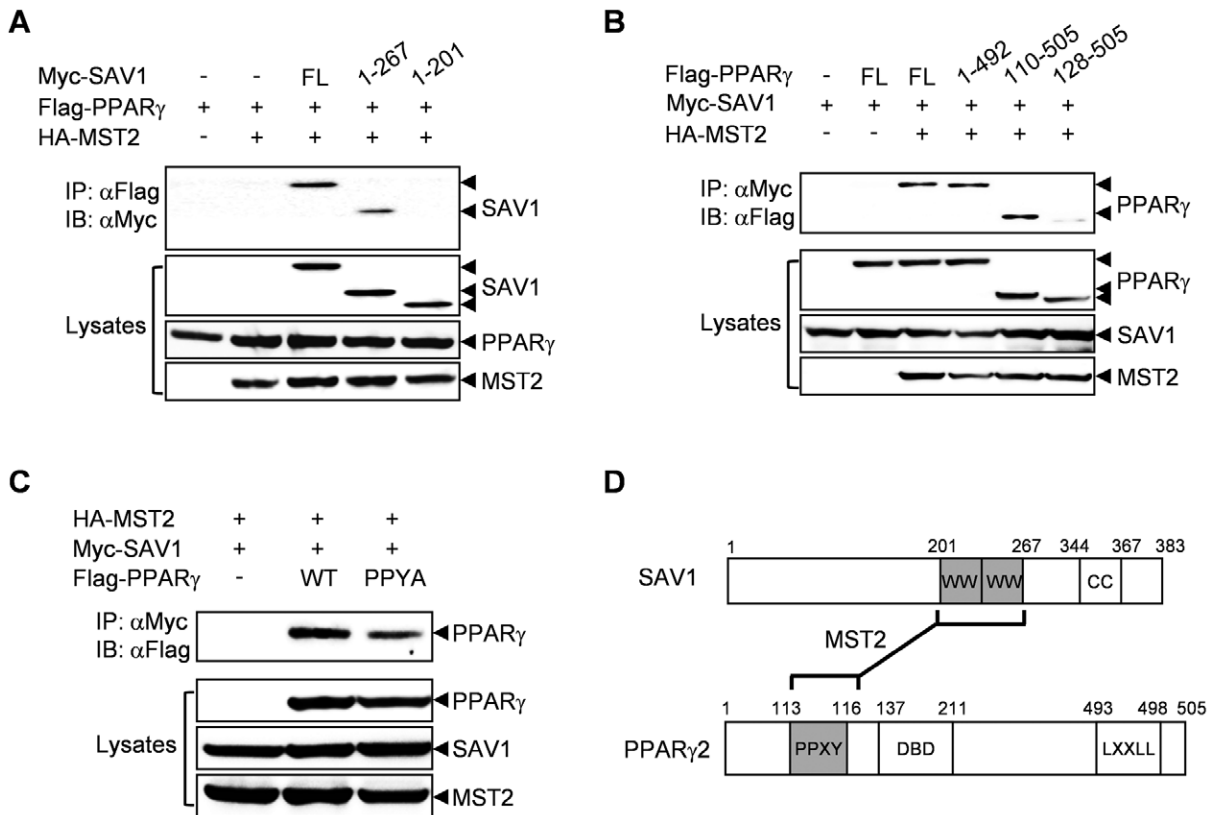 A
Myc-SAV1 - - FL 1-267 1-201
Flag-PPARγ + + + + +
HA-MST2 - + + + +
IP: αFlag
IB: αMyc
SAV1
Lysates
SAV1
PPARγ
MST2
B
Flag-PPARγ - FL FL 1-492 110-505 128-505
Myc-SAV1 + + + + + +
HA-MST2 - - + + + +
IP: αMyc
IB: αFlag
PPARγ
Lysates
PPARγ
SAV1
MST2
C
HA-MST2 + + +
Myc-SAV1 + + +
Flag-PPARγ - WT PPYA
IP: αMyc
IB: αFlag
PPARγ
Lysates
PPARγ
SAV1
MST2
D
1 201 267 344 367 383
SAV1 WW WW CC
MST2
1 113 116 137 211 493 498 505
PPARγ2 PPXY DBD LXXLL